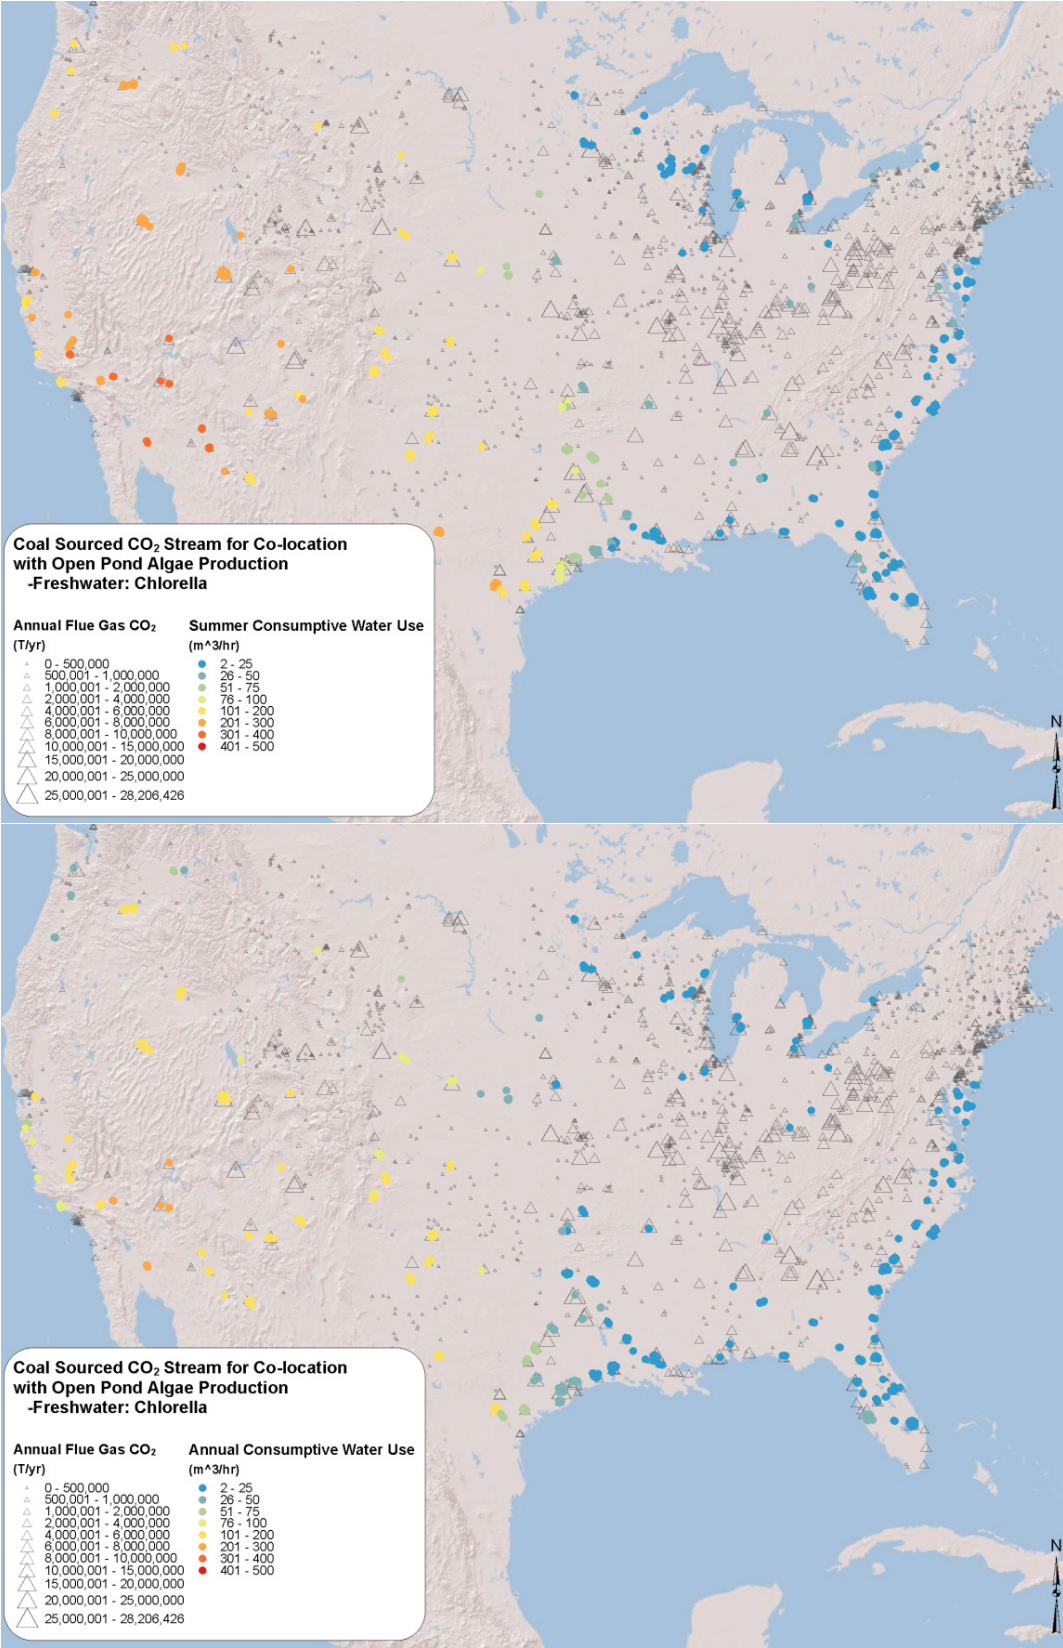 Coal Sourced CO₂ Stream for Co-location
with Open Pond Algae Production
-Freshwater: Chlorella
Annual Flue Gas CO₂
(T/yr)
0 - 500,000
500,001 - 1,000,000
1,000,001 - 2,000,000
2,000,001 - 4,000,000
4,000,001 - 6,000,000
6,000,001 - 8,000,000
8,000,001 - 10,000,000
10,000,001 - 15,000,000
15,000,001 - 20,000,000
20,000,001 - 25,000,000
25,000,001 - 28,206,426
Summer Consumptive Water Use
(m^3/hr)
2 - 25
26 - 50
51 - 75
76 - 100
101 - 200
201 - 300
301 - 400
401 - 500
N
Coal Sourced CO₂ Stream for Co-location
with Open Pond Algae Production
-Freshwater: Chlorella
Annual Flue Gas CO₂
(T/yr)
0 - 500,000
500,001 - 1,000,000
1,000,001 - 2,000,000
2,000,001 - 4,000,000
4,000,001 - 6,000,000
6,000,001 - 8,000,000
8,000,001 - 10,000,000
10,000,001 - 15,000,000
15,000,001 - 20,000,000
20,000,001 - 25,000,000
25,000,001 - 28,206,426
Annual Consumptive Water Use
(m^3/hr)
2 - 25
26 - 50
51 - 75
76 - 100
101 - 200
201 - 300
301 - 400
401 - 500
N